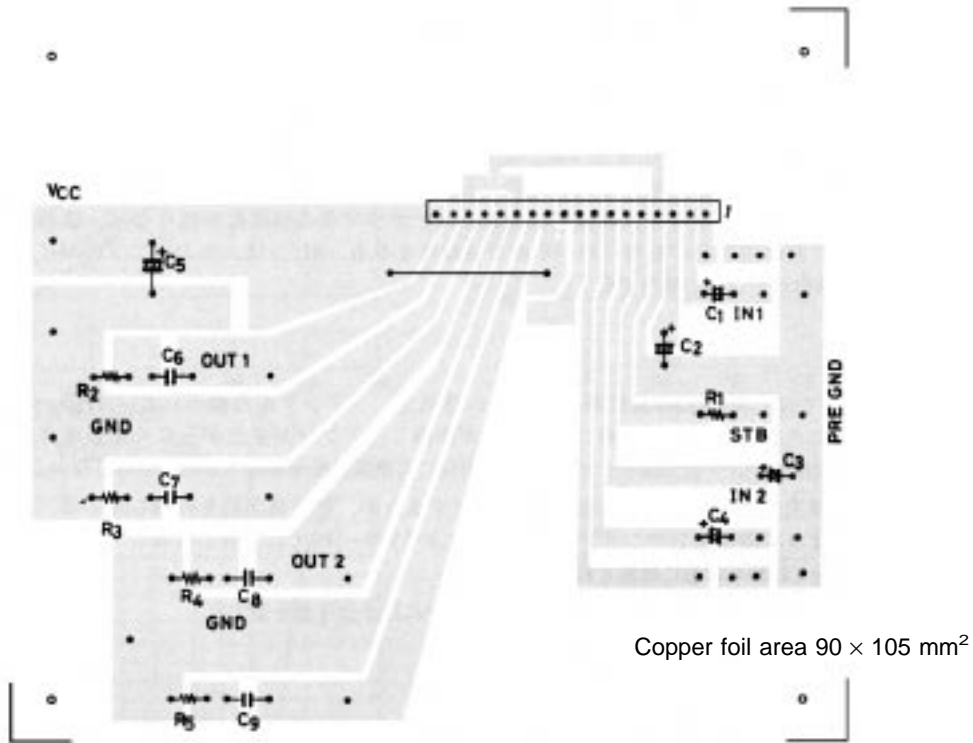 VCC
1
C5
C1 IN1
C2
C6 OUT 1
R2
R1
GND
STB
PRE GND
C7
C3
R3
IN 2
C4
OUT 2
R4 C8
GND
Copper foil area 90 × 105 mm²
R5 C9